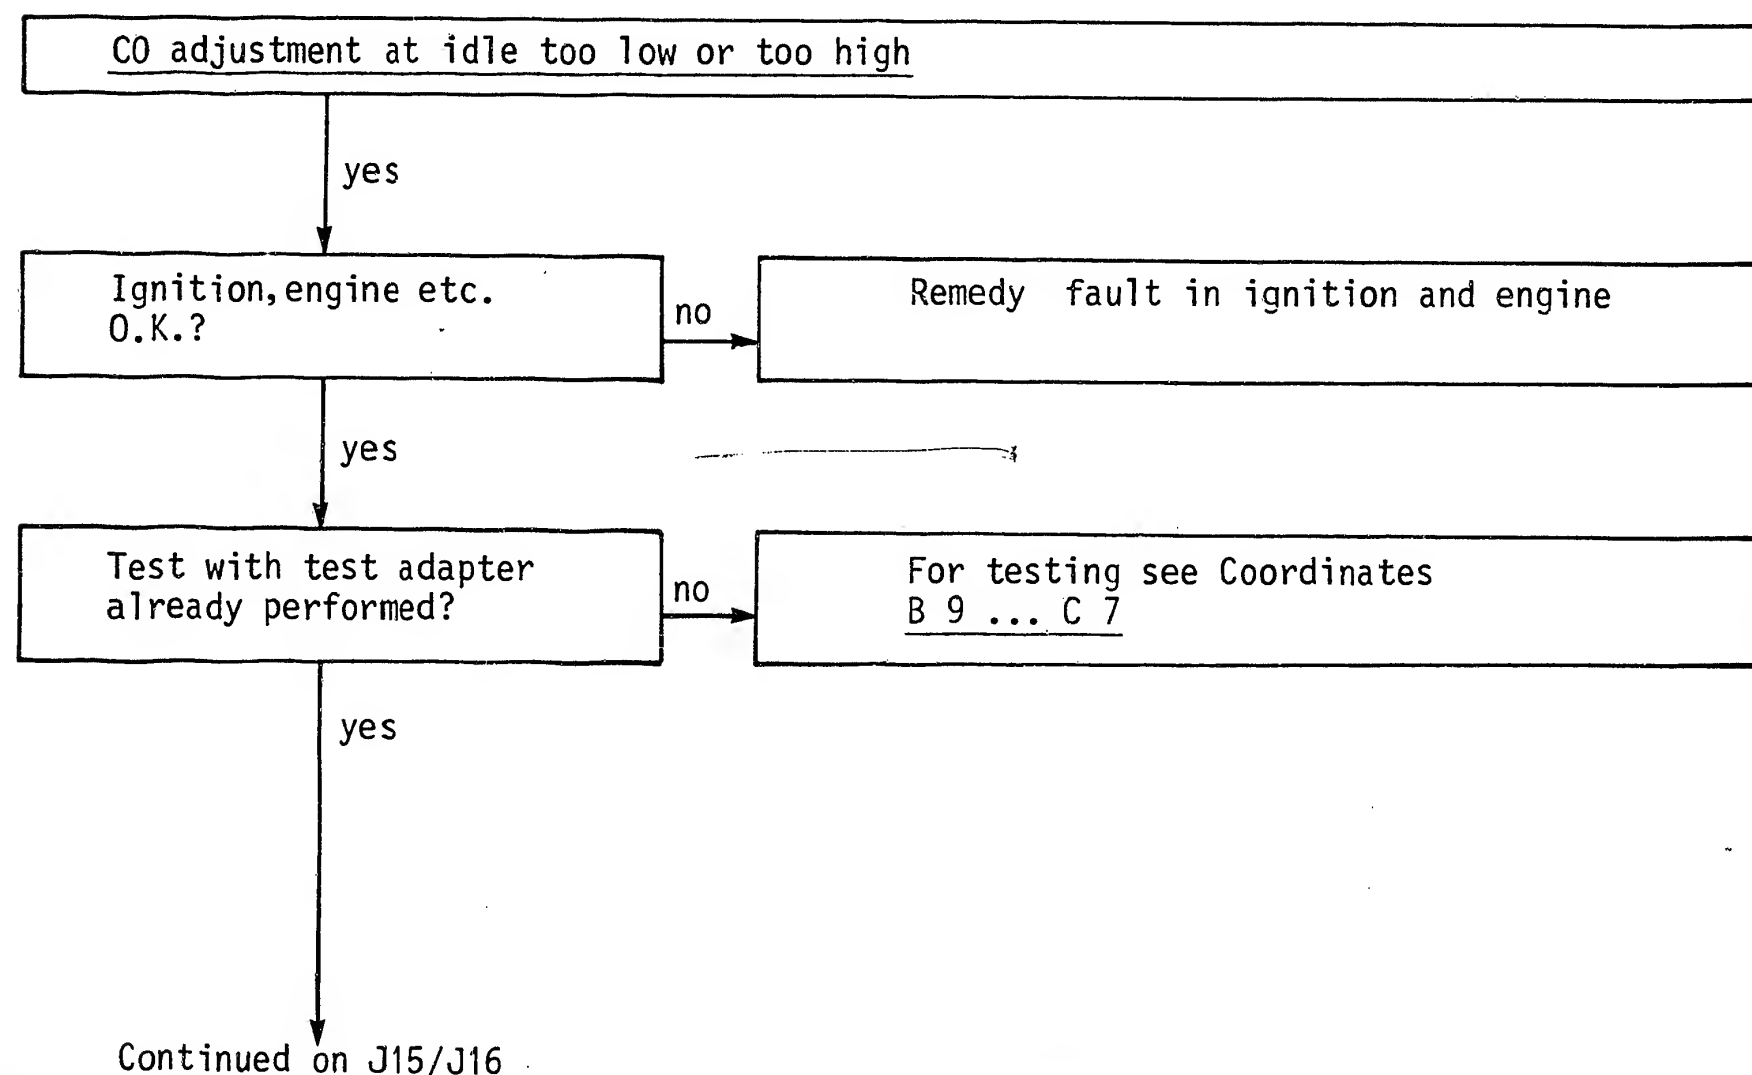 CO adjustment at idle too low or too high
yes
Ignition, engine etc.
O.K.?
no
Remedy fault in ignition and engine
yes
Test with test adapter
already performed?
no
For testing see Coordinates
B 9 ... C 7
yes
Continued on J15/J16